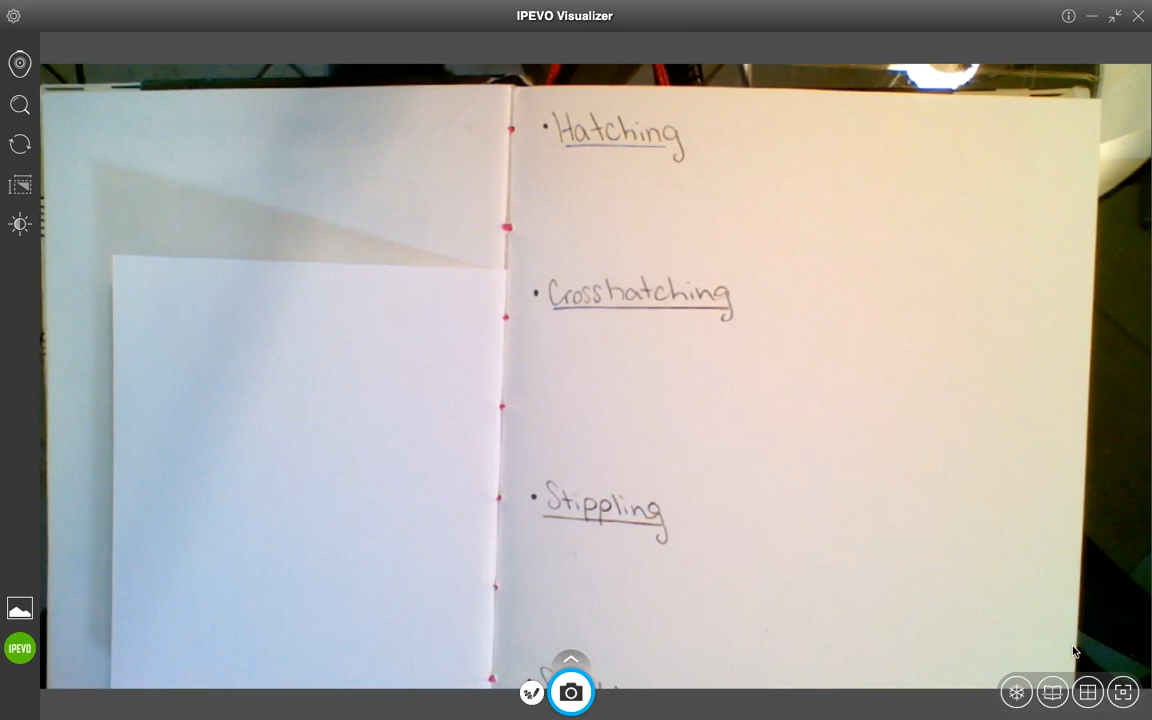 IPEVO Visualizer
• Hatching
• Crosshatching
• Stippling
IPEVO